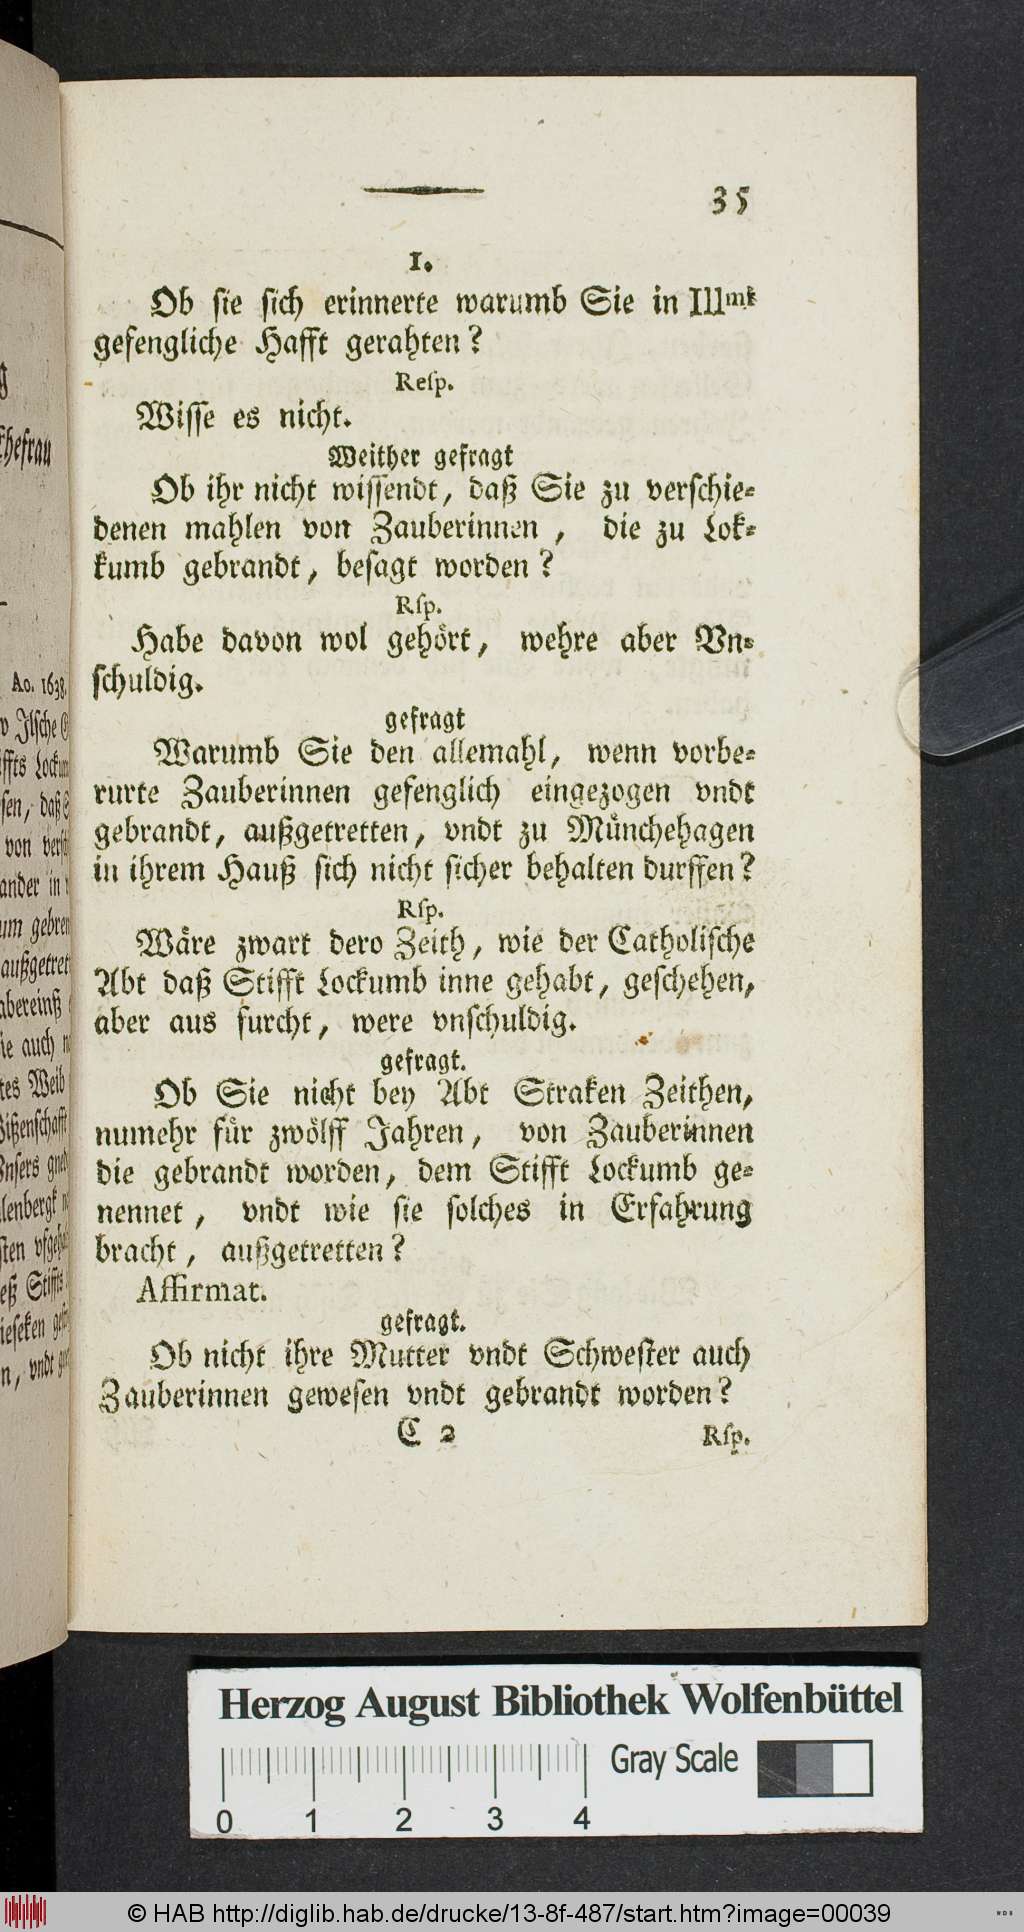 35
1.
Ob sie sich erinnerte warumb Sie in Illmk
gefengliche Hafft gerahten?
Resp.
Wisse es nicht.
Weither gefragt
Ob ihr nicht wissendt, daß Sie zu verschie=
denen mahlen von Zauberinnen, die zu Lok=
kumb gebrandt, besagt worden?
Rsp.
Habe davon wol gehört, wehre aber Vn=
schuldig.
gefragt
Warumb Sie den allemahl, wenn vorbe=
rurte Zauberinnen gefenglich eingezogen vndt
gebrandt, außgetretten, vndt zu Münchehagen
in ihrem Hauß sich nicht sicher behalten durffen?
Rsp.
Wäre zwart dero Zeith, wie der Catholische
Abt daß Stifft Lockumb inne gehabt, geschehen,
aber aus furcht, were vnschuldig.
gefragt.
Ob Sie nicht bey Abt Straken Zeithen,
numehr für zwölff Jahren, von Zauberinnen
die gebrandt worden, dem Stifft Lockumb ge=
nennet, vndt wie sie solches in Erfahrung
bracht, außgetretten?
Affirmat.
gefragt.
Ob nicht ihre Mutter vndt Schwester auch
Zauberinnen gewesen vndt gebrandt worden?
C 2 Rsp.
Ao. 1638.
Herzog August Bibliothek Wolfenbüttel
Gray Scale
0 1 2 3 4
© HAB http://diglib.hab.de/drucke/13-8f-487/start.htm?image=00039